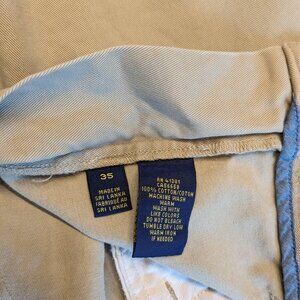 35
MADE IN
SRI LANKA
FABRIQUÉ AU
SRI LANKA
RN 41381
CA06650
100% COTTON/COTON
MACHINE WASH
WARM
WASH WITH
LIKE COLORS
DO NOT BLEACH
TUMBLE DRY LOW
WARM IRON
IF NEEDED